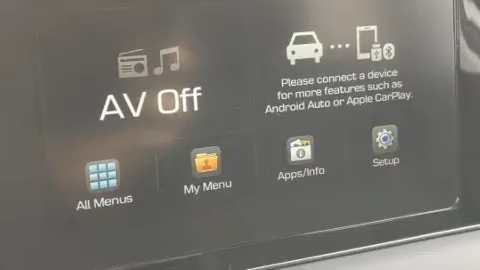 AV Off
Please connect a device
for more features such as
Android Auto or Apple CarPlay.
All Menus
My Menu
Apps/Info
Setup